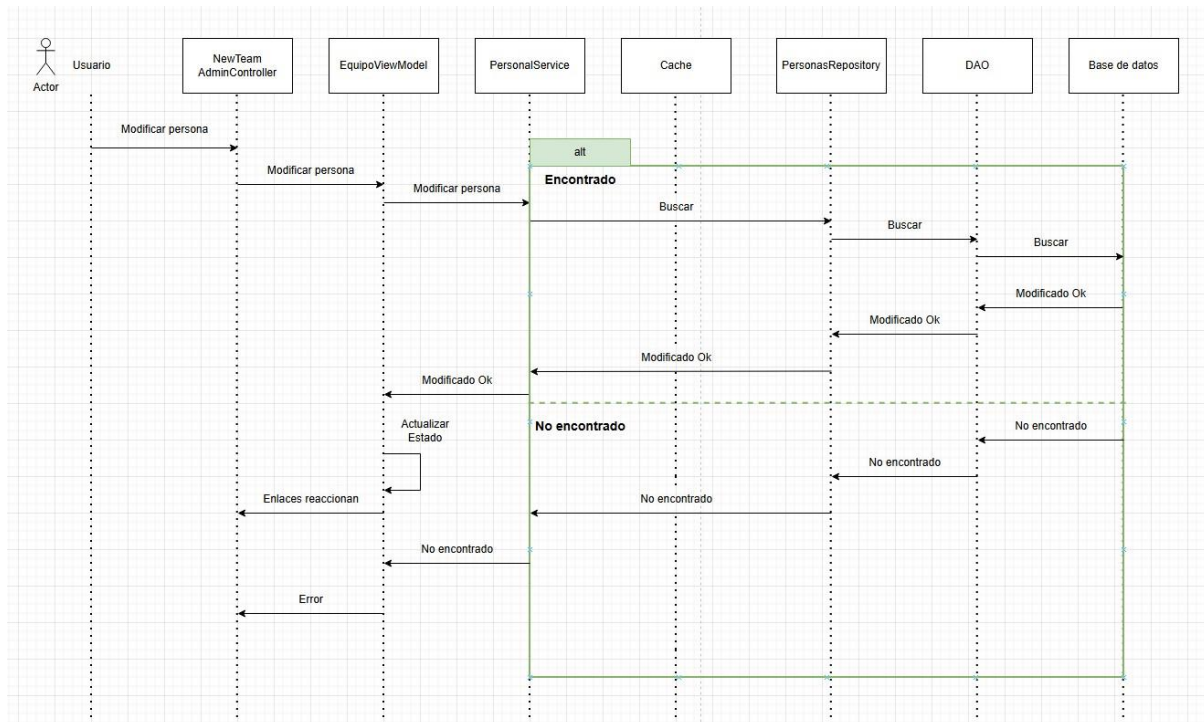 Usuario
Actor
NewTeam
AdminController
EquipoViewModel
PersonalService
Cache
PersonasRepository
DAO
Base de datos
Modificar persona
alt
Modificar persona
Encontrado
Modificar persona
Buscar
Buscar
Buscar
Modificado Ok
Modificado Ok
Modificado Ok
Modificado Ok
Actualizar
Estado
No encontrado
No encontrado
No encontrado
Enlaces reaccionan
No encontrado
No encontrado
Error